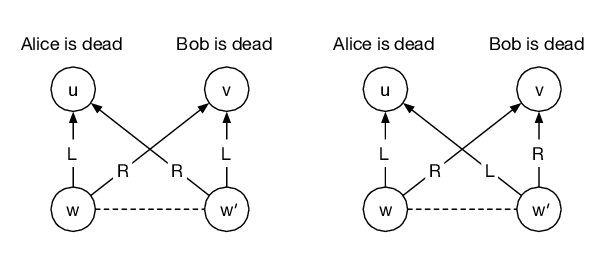 Alice is dead Bob is dead Alice is dead Bob is dead
u v u v
L R R L L R L R
w w′ w w′